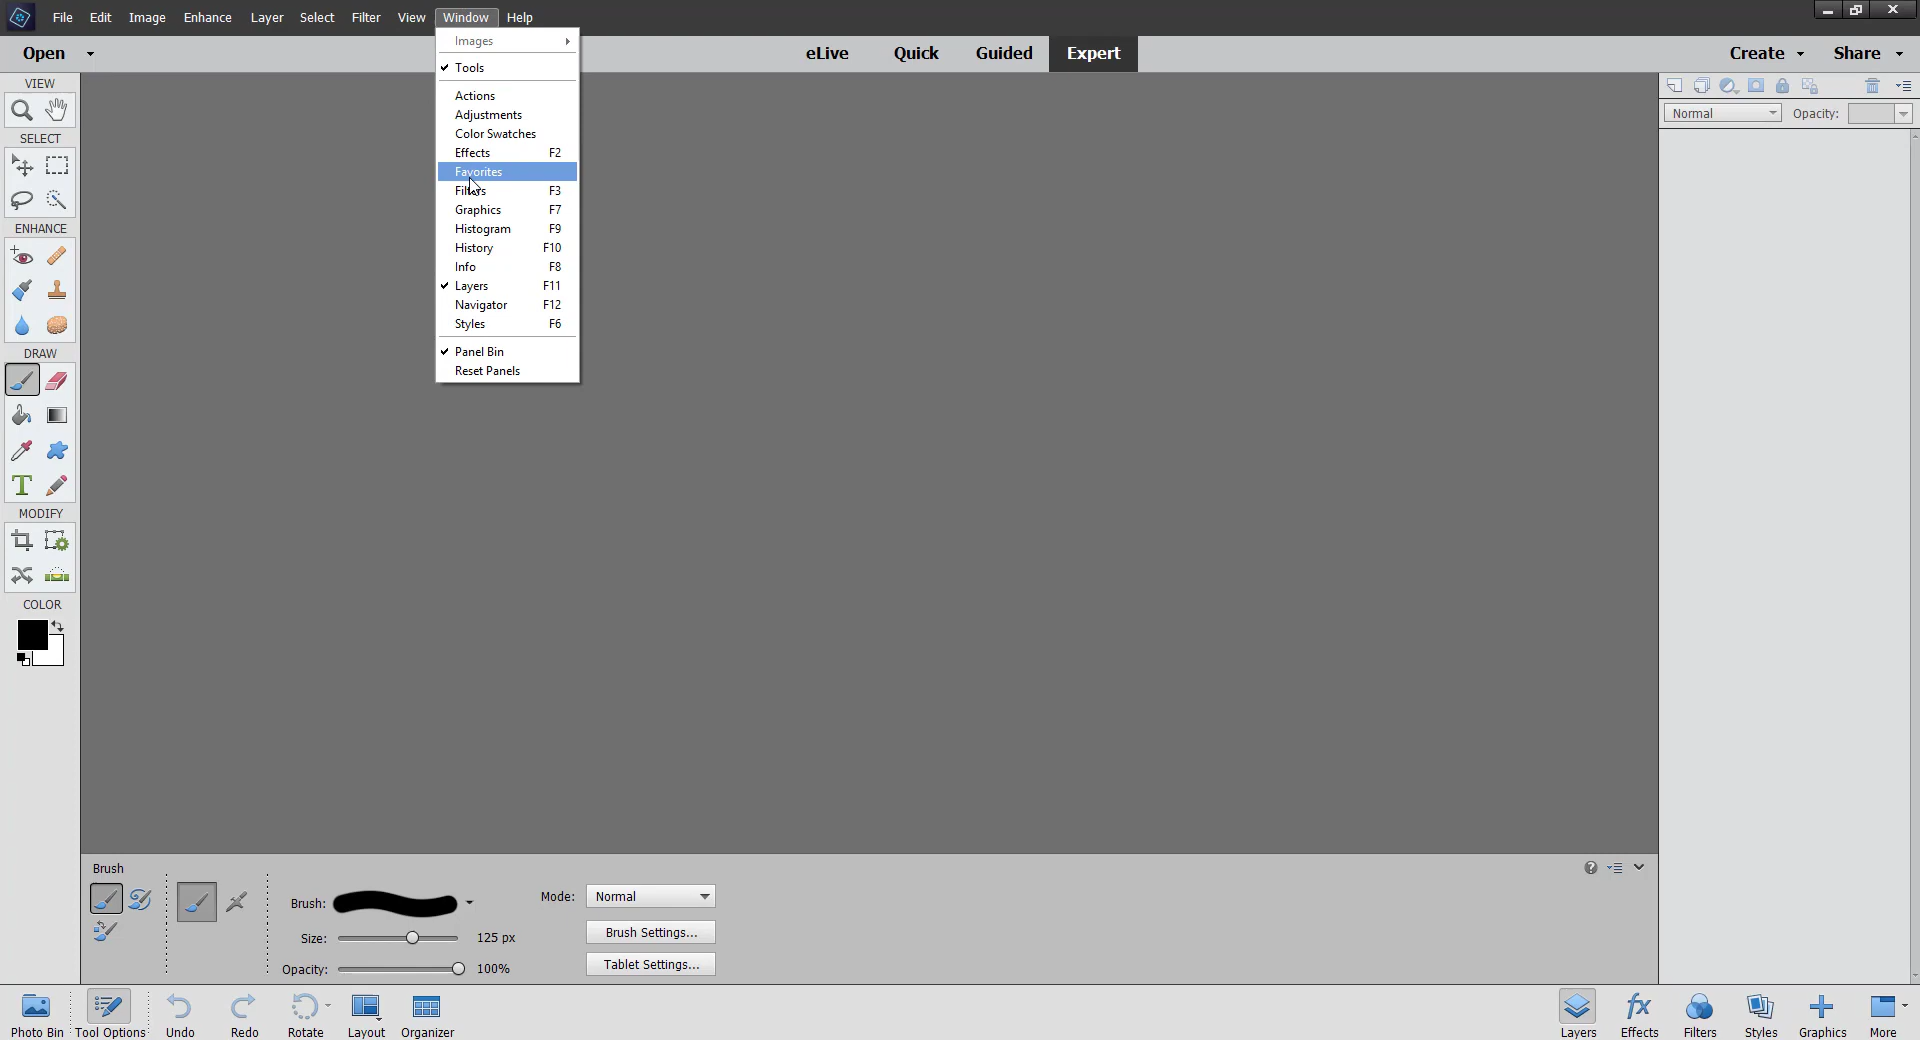 File Edit Image Enhance Layer Select Filter View Window Help
Open
eLive Quick Guided Expert
Create Share
Images
Tools
Actions
Adjustments
Color Swatches
Effects F2
Favorites
Filters F3
Graphics F7
Histogram F9
History F10
Info F8
Layers F11
Navigator F12
Styles F6
Panel Bin
Reset Panels
VIEW
SELECT
ENHANCE
DRAW
T
MODIFY
COLOR
Normal Opacity:
Brush
Brush:
Size: 125 px
Opacity: 100%
Mode: Normal
Brush Settings...
Tablet Settings...
Photo Bin Tool Options Undo Redo Rotate Layout Organizer
fx
Layers Effects Filters Styles Graphics More